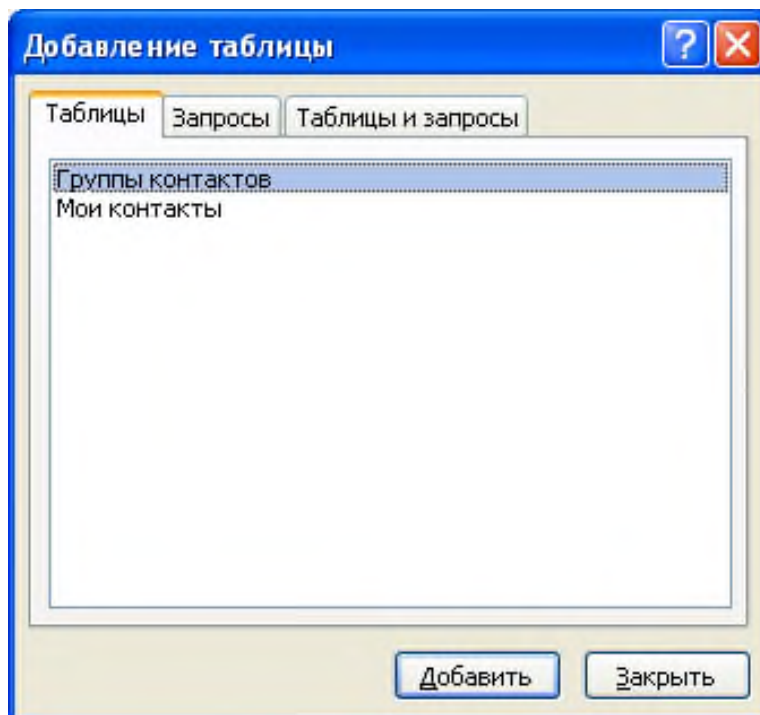 Добавление таблицы
Таблицы Запросы Таблицы и запросы
Группы контактов
Мои контакты
Добавить Закрыть